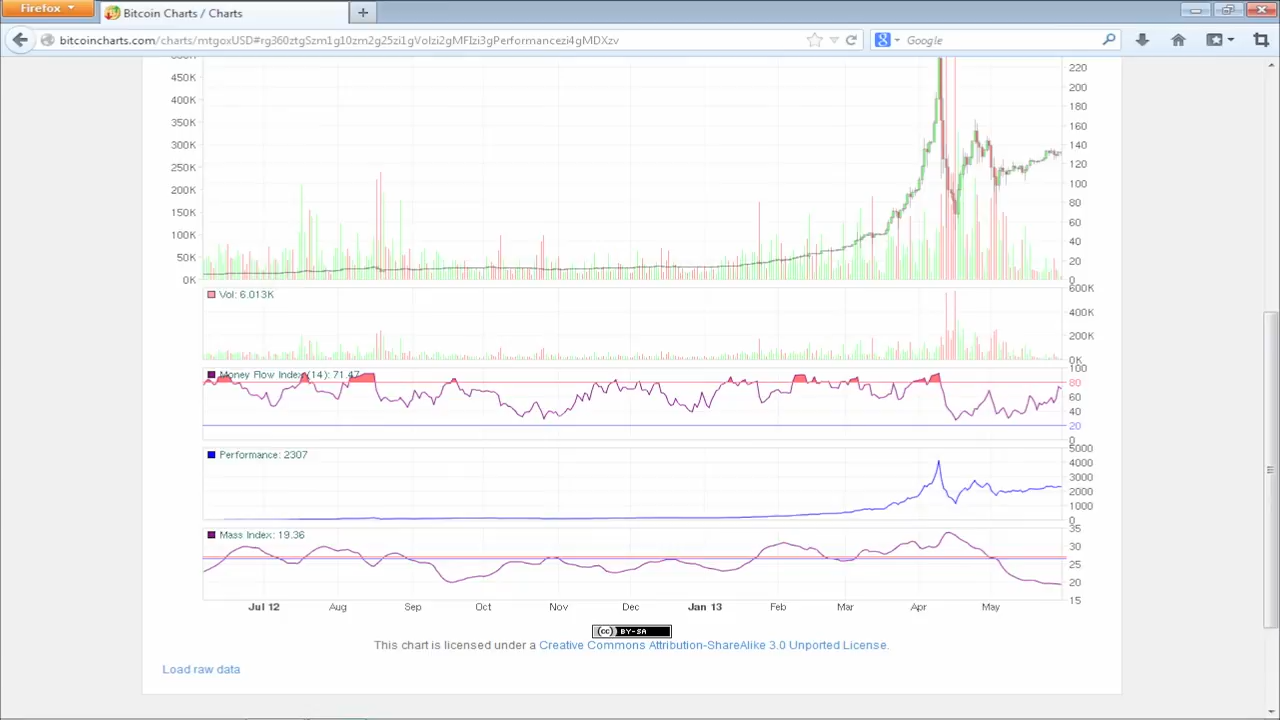 Firefox
Bitcoin Charts / Charts
bitcoincharts.com/charts/mtgoxUSD#rg360ztgSzm1g10zm2g25zi1gVolzi2gMFIzi3gPerformancezi4gMDXzv
Google
450K
400K
350K
300K
250K
200K
150K
100K
50K
0K
220
200
180
160
140
120
100
80
60
40
20
0
Vol: 6.013K
600K
400K
200K
0K
Money Flow Index (14): 71.47
100
80
60
40
20
0
Performance: 2307
5000
4000
3000
2000
1000
0
Mass Index: 19.36
35
30
25
20
15
Jul 12 Aug Sep Oct Nov Dec Jan 13 Feb Mar Apr May
cc BY-SA
This chart is licensed under a Creative Commons Attribution-ShareAlike 3.0 Unported License.
Load raw data